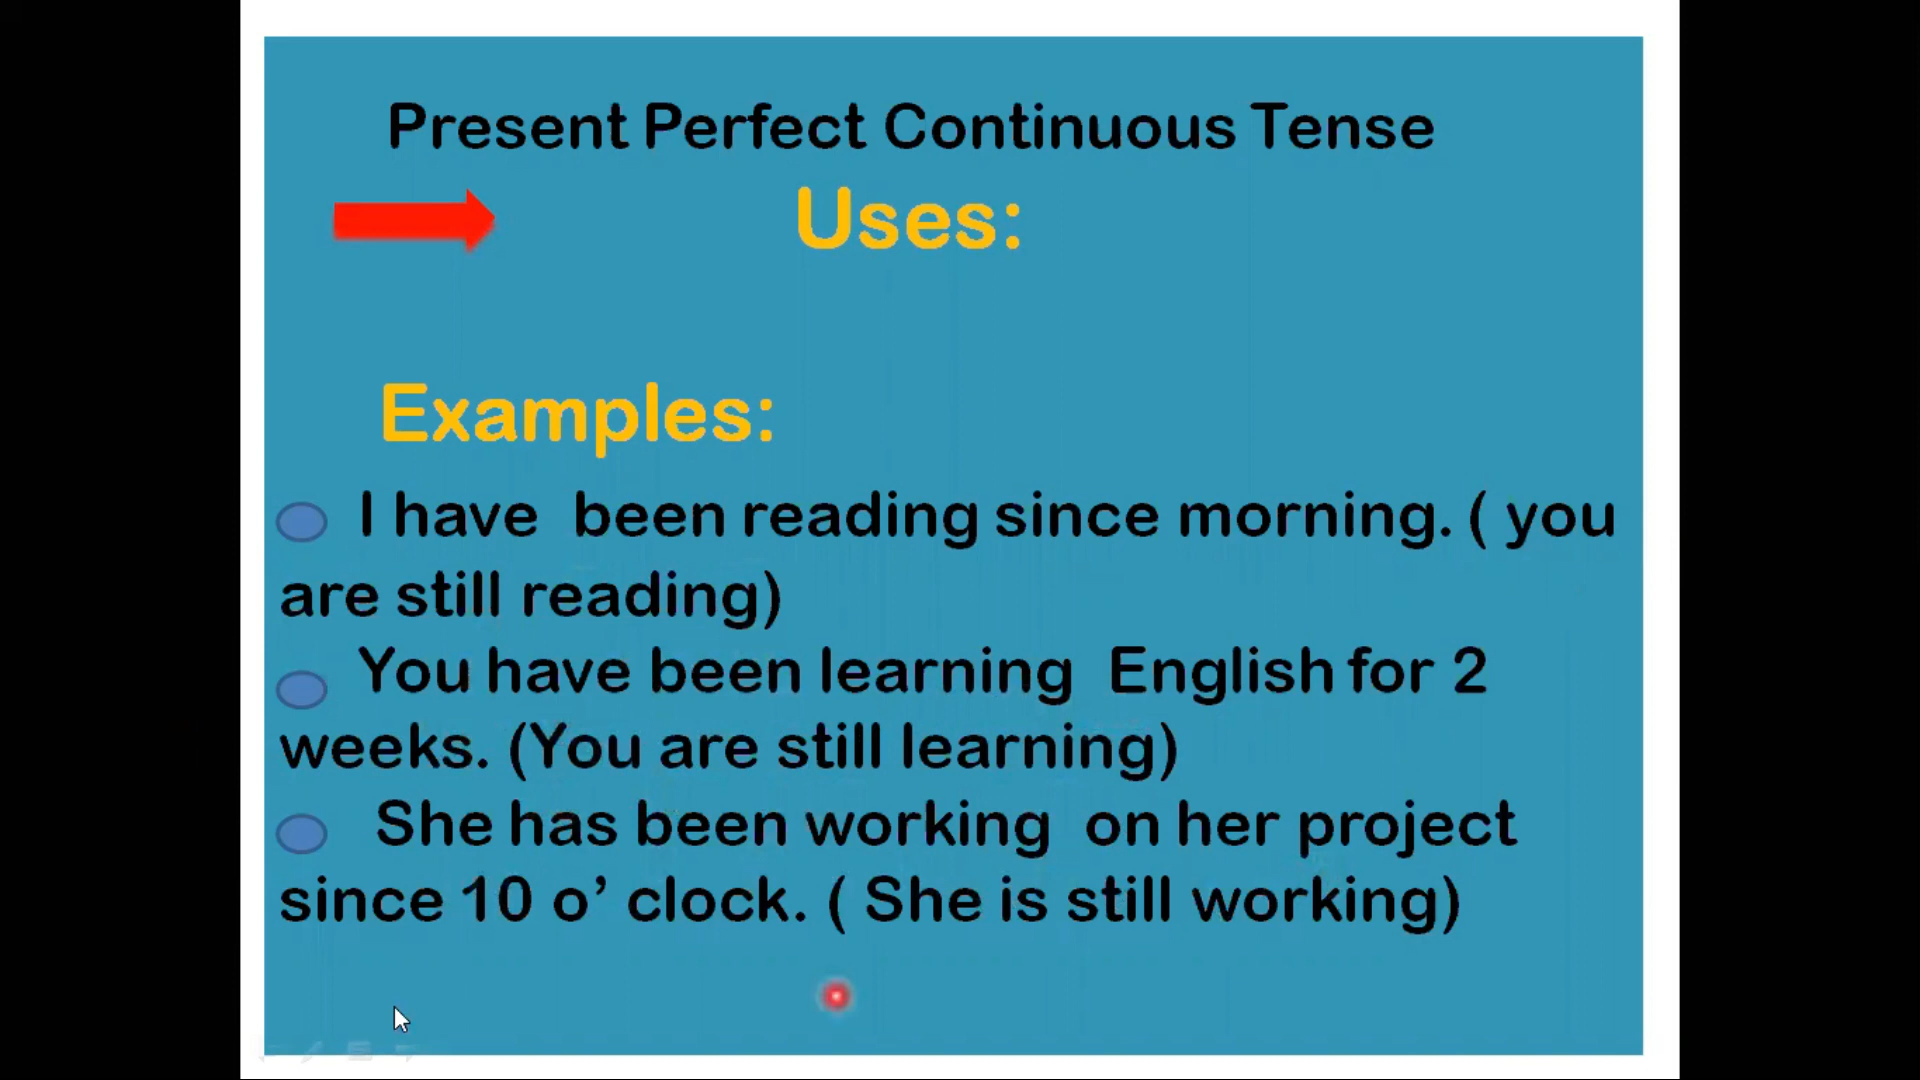 Present Perfect Continuous Tense
Uses:
Examples:
I have been reading since morning. ( you
are still reading)
You have been learning English for 2
weeks. (You are still learning)
She has been working on her project
since 10 o’ clock. ( She is still working)